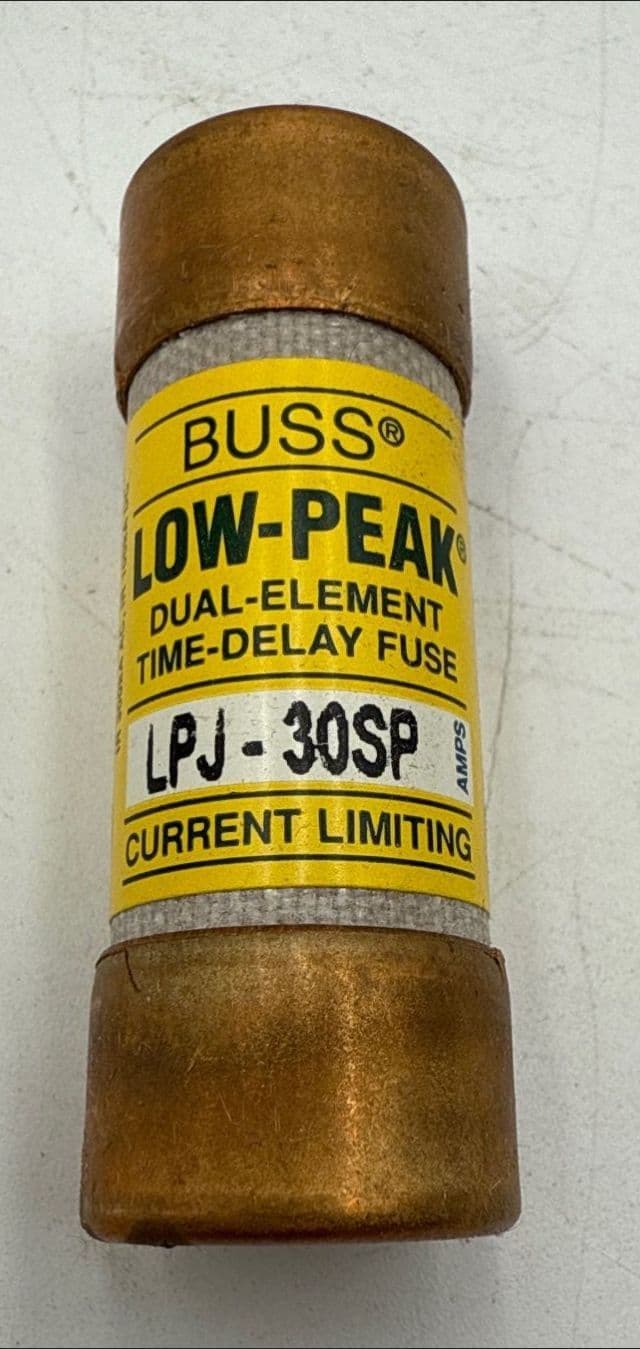 BUSS®
LOW-PEAK®
DUAL-ELEMENT
TIME-DELAY FUSE
LPJ-30SP
AMPS
CURRENT LIMITING